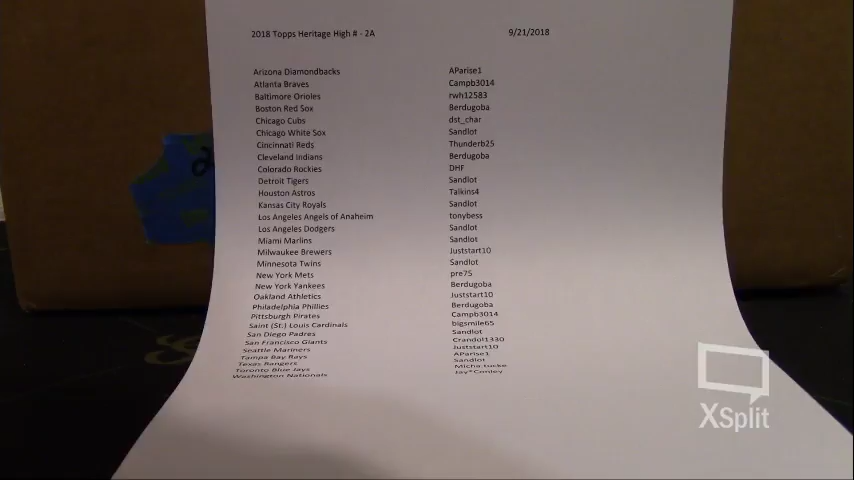 2018 Topps Heritage High # - 2A 9/21/2018
Arizona Diamondbacks AParise1
Atlanta Braves Campb3014
Baltimore Orioles rwh12583
Boston Red Sox Berdugoba
Chicago Cubs dst_char
Chicago White Sox Sandlot
Cincinnati Reds Thunderb25
Cleveland Indians Berdugoba
Colorado Rockies DHF
Detroit Tigers Sandlot
Houston Astros Talkins4
Kansas City Royals Sandlot
Los Angeles Angels of Anaheim tonybess
Los Angeles Dodgers Sandlot
Miami Marlins Sandlot
Milwaukee Brewers Juststart10
Minnesota Twins Sandlot
New York Mets pre75
New York Yankees Berdugoba
Oakland Athletics Juststart10
Philadelphia Phillies Berdugoba
Pittsburgh Pirates Campb3014
Saint (St.) Louis Cardinals bigsmile65
San Diego Padres Sandlot
San Francisco Giants Crandol1330
Seattle Mariners Juststart10
Tampa Bay Rays AParise1
Texas Rangers Sandlot
Toronto Blue Jays
Washington Nationals Jay*Conley
XSplit